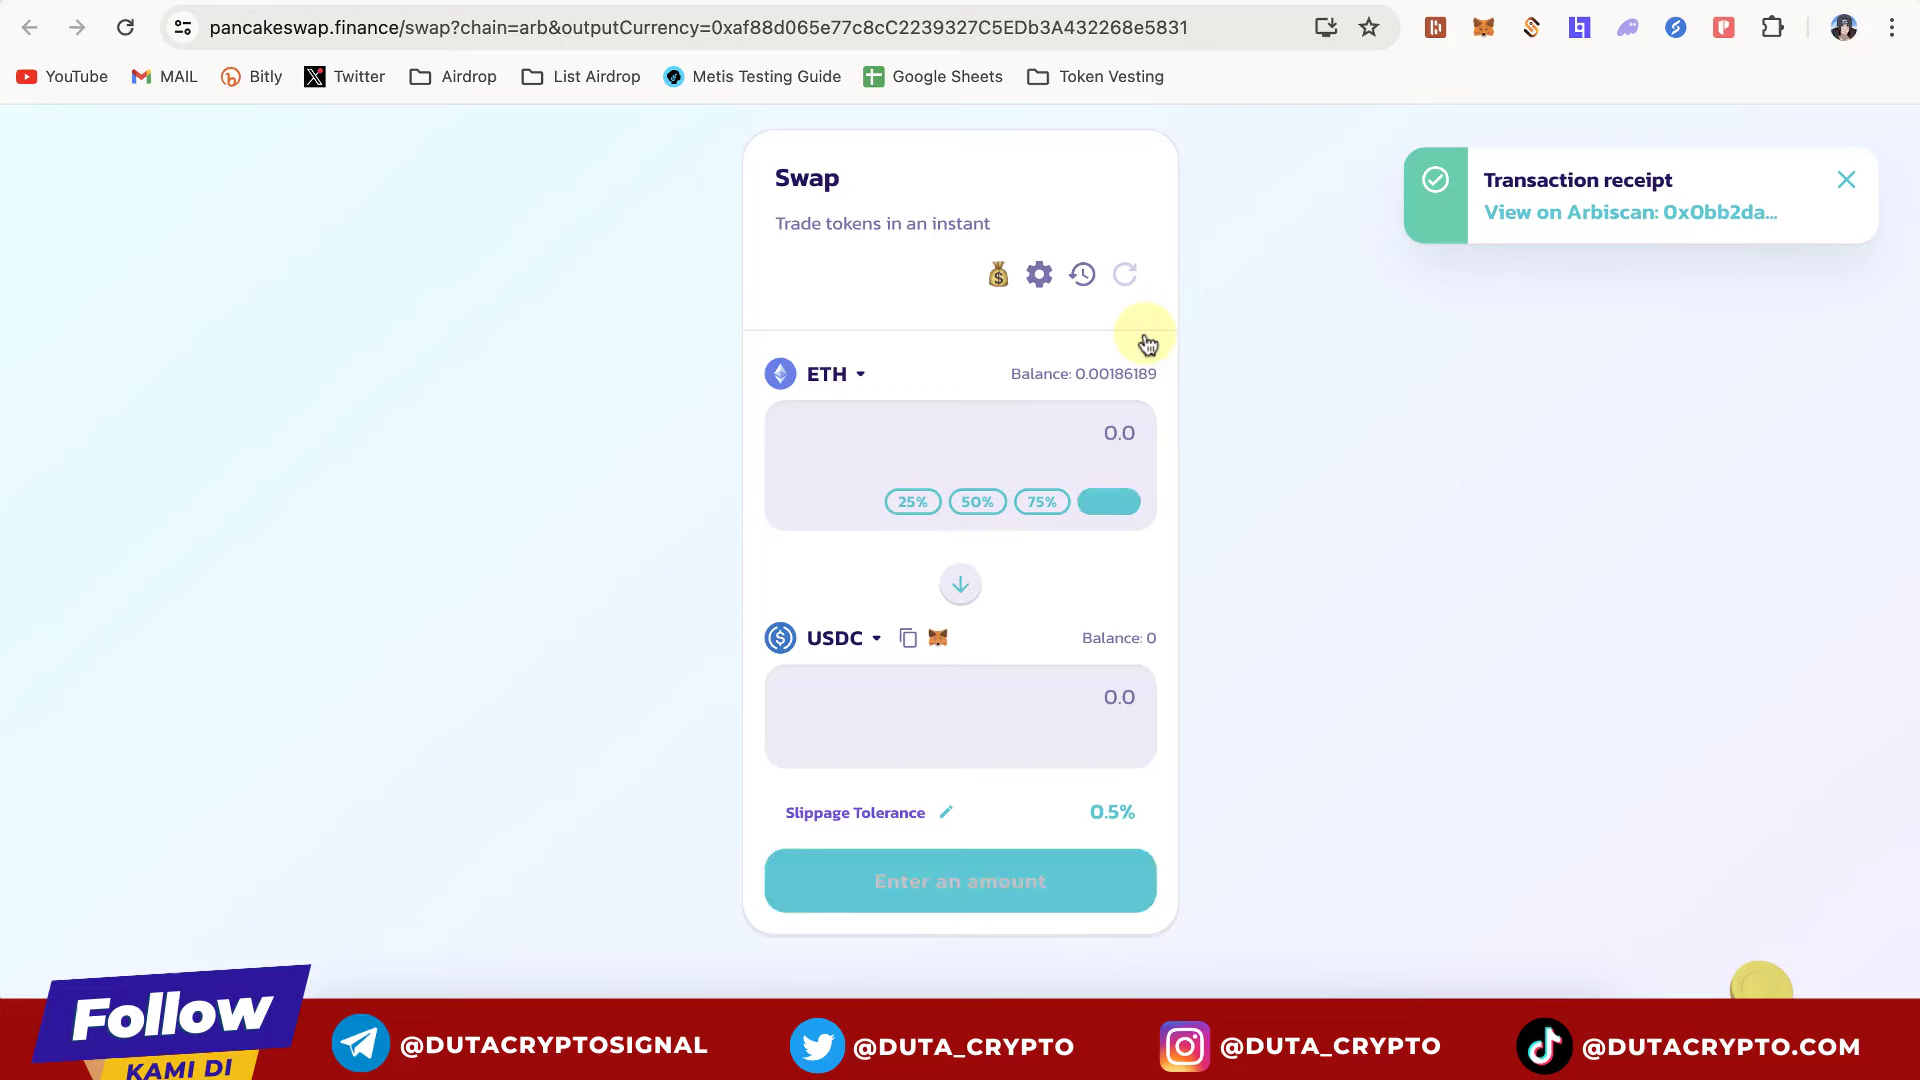 pancakeswap.finance/swap?chain=arb&outputCurrency=0xaf88d065e77c8cC2239327C5EDb3A432268e5831
YouTube
MAIL
Bitly
Twitter
Airdrop
List Airdrop
Metis Testing Guide
Google Sheets
Token Vesting
Swap
Trade tokens in an instant
Transaction receipt
View on Arbiscan: 0x0bb2da...
ETH
Balance: 0.00186189
0.0
25%
50%
75%
USDC
Balance: 0
0.0
Slippage Tolerance
0.5%
Enter an amount
Follow
KAMI DI
@DUTACRYPTOSIGNAL
@DUTA_CRYPTO
@DUTA_CRYPTO
@DUTACRYPTO.COM